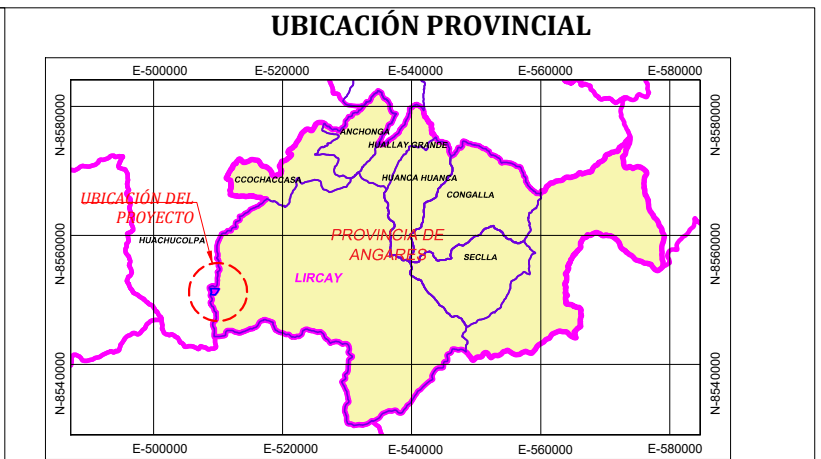 UBICACIÓN PROVINCIAL
E-500000 E-520000 E-540000 E-560000 E-580000
N-8580000 N-8580000
ANCHONGA
HUALLAY GRANDE
CCOCHACCASA
HUANCA HUANCA
CONGALLA
UBICACIÓN DEL
PROYECTO
HUACHUCOLPA
N-8560000 N-8560000
PROVINCIA DE
ANGARES
SECLLA
LIRCAY
N-8540000 N-8540000
E-500000 E-520000 E-540000 E-560000 E-580000